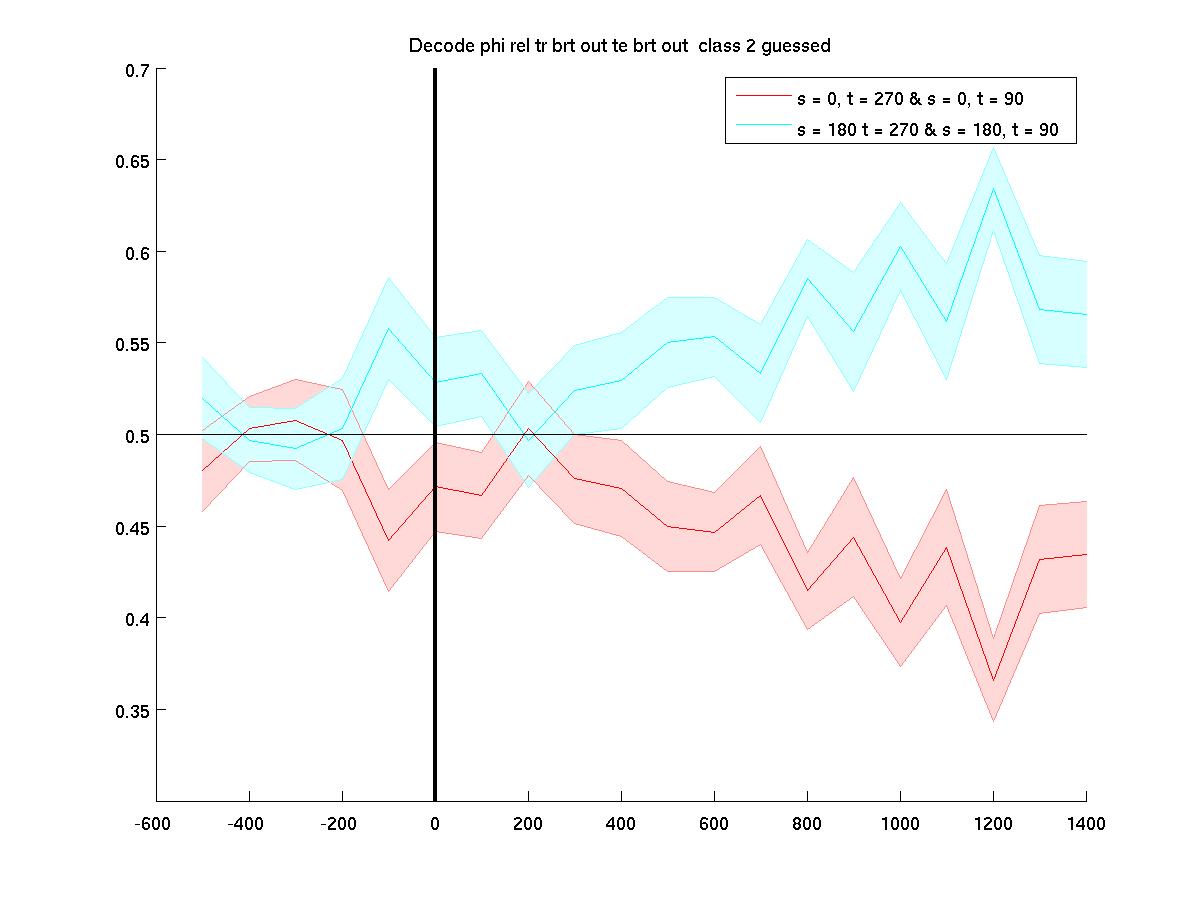 Decode phi rel tr brt out te brt out class 2 guessed
s = 0, t = 270 & s = 0, t = 90
s = 180 t = 270 & s = 180, t = 90
0.7
0.65
0.6
0.55
0.5
0.45
0.4
0.35
-600 -400 -200 0 200 400 600 800 1000 1200 1400